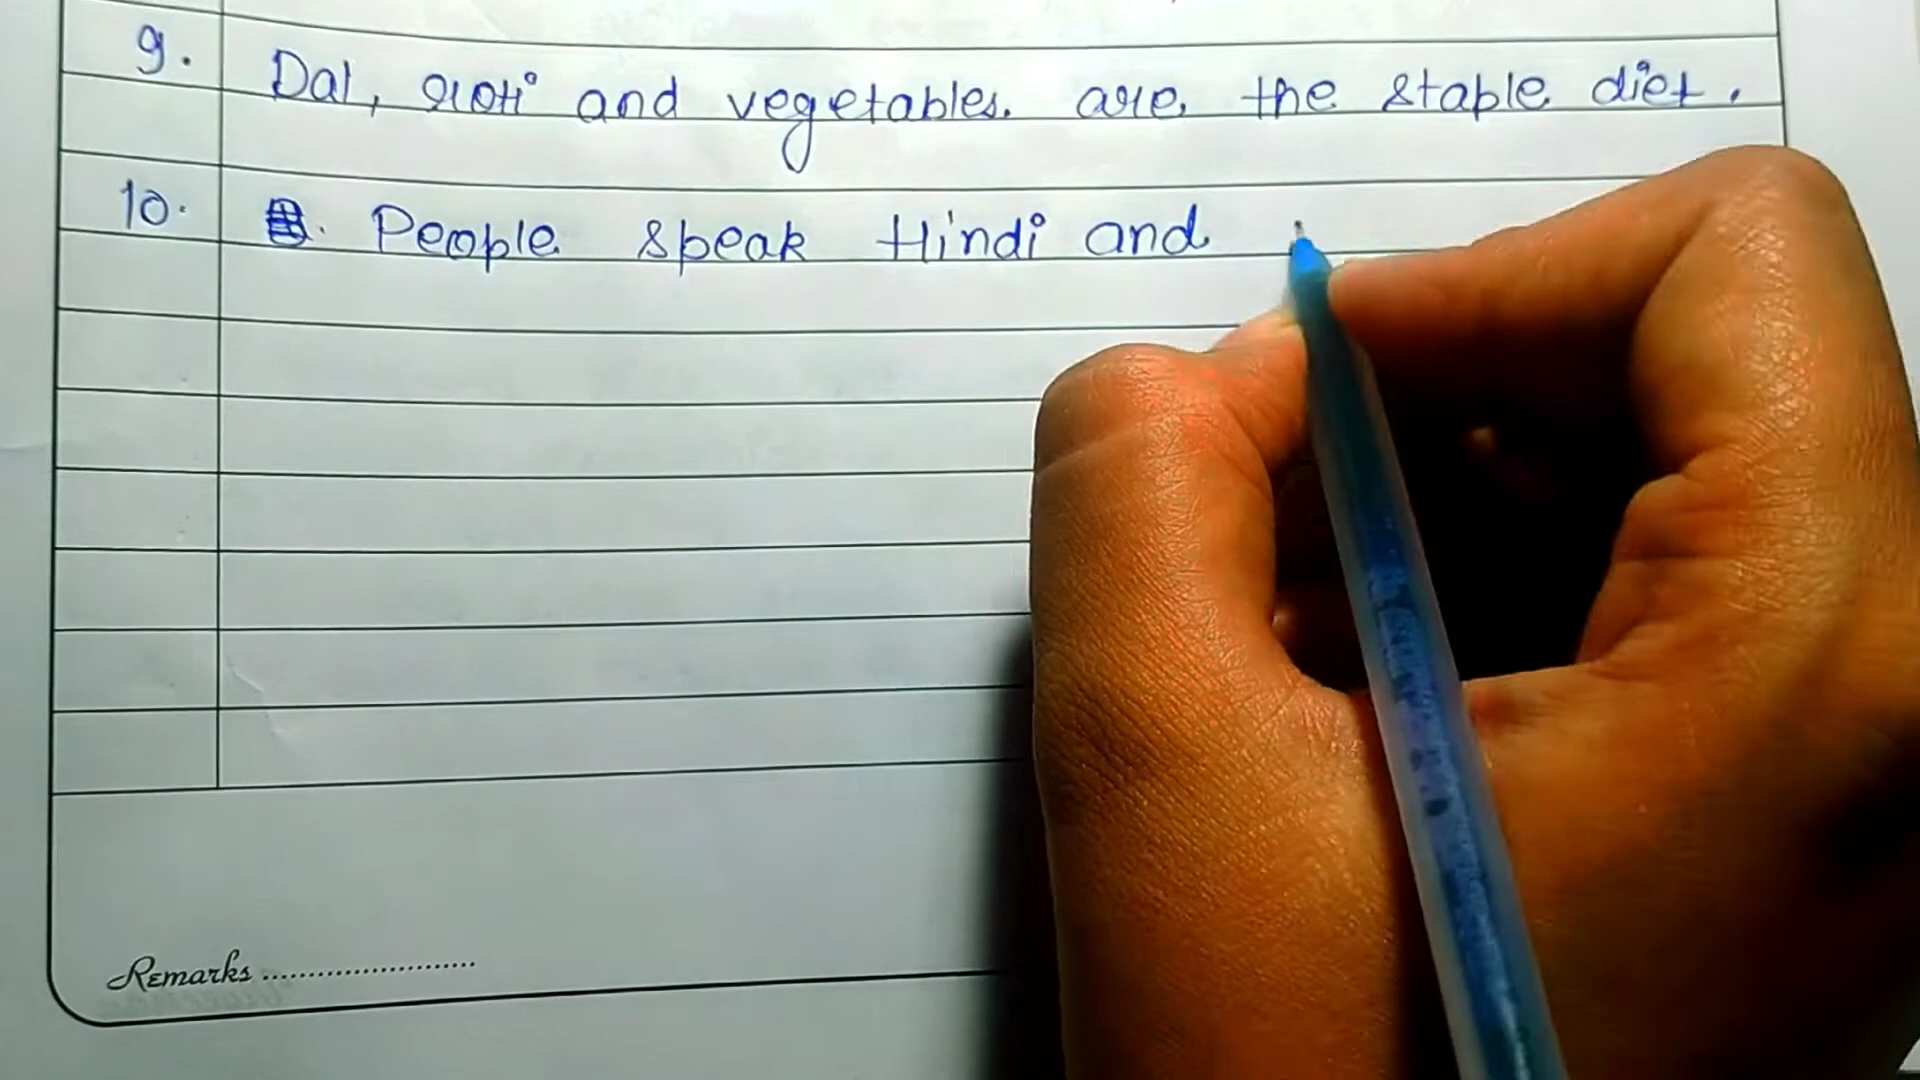 9. Dal, roti and vegetables. are the stable diet.
10. People speak Hindi and
Remarks ........................